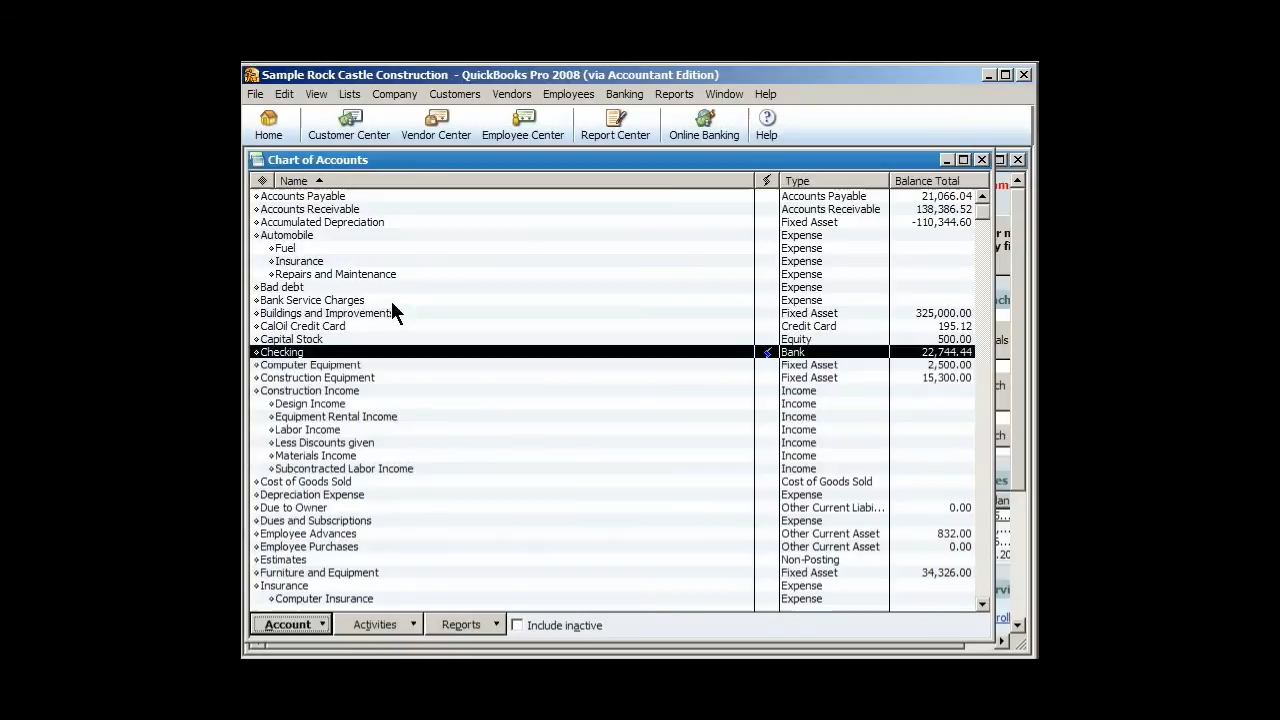 Sample Rock Castle Construction - QuickBooks Pro 2008 (via Accountant Edition)
File Edit View Lists Company Customers Vendors Employees Banking Reports Window Help
Home Customer Center Vendor Center Employee Center Report Center Online Banking Help
Chart of Accounts
Name Type Balance Total
Accounts Payable Accounts Payable 21,066.04
Accounts Receivable Accounts Receivable 138,386.52
Accumulated Depreciation Fixed Asset -110,344.60
Automobile Expense
Fuel Expense
Insurance Expense
Repairs and Maintenance Expense
Bad debt Expense
Bank Service Charges Expense
Buildings and Improvements Fixed Asset 325,000.00
CalOil Credit Card Credit Card 195.12
Capital Stock Equity 500.00
Checking Bank 22,744.44
Computer Equipment Fixed Asset 2,500.00
Construction Equipment Fixed Asset 15,300.00
Construction Income Income
Design Income Income
Equipment Rental Income Income
Labor Income Income
Less Discounts given Income
Materials Income Income
Subcontracted Labor Income Income
Cost of Goods Sold Cost of Goods Sold
Depreciation Expense Expense
Due to Owner Other Current Liabi... 0.00
Dues and Subscriptions Expense
Employee Advances Other Current Asset 832.00
Employee Purchases Other Current Asset 0.00
Estimates Non-Posting
Furniture and Equipment Fixed Asset 34,326.00
Insurance Expense
Computer Insurance Expense
Account Activities Reports Include inactive